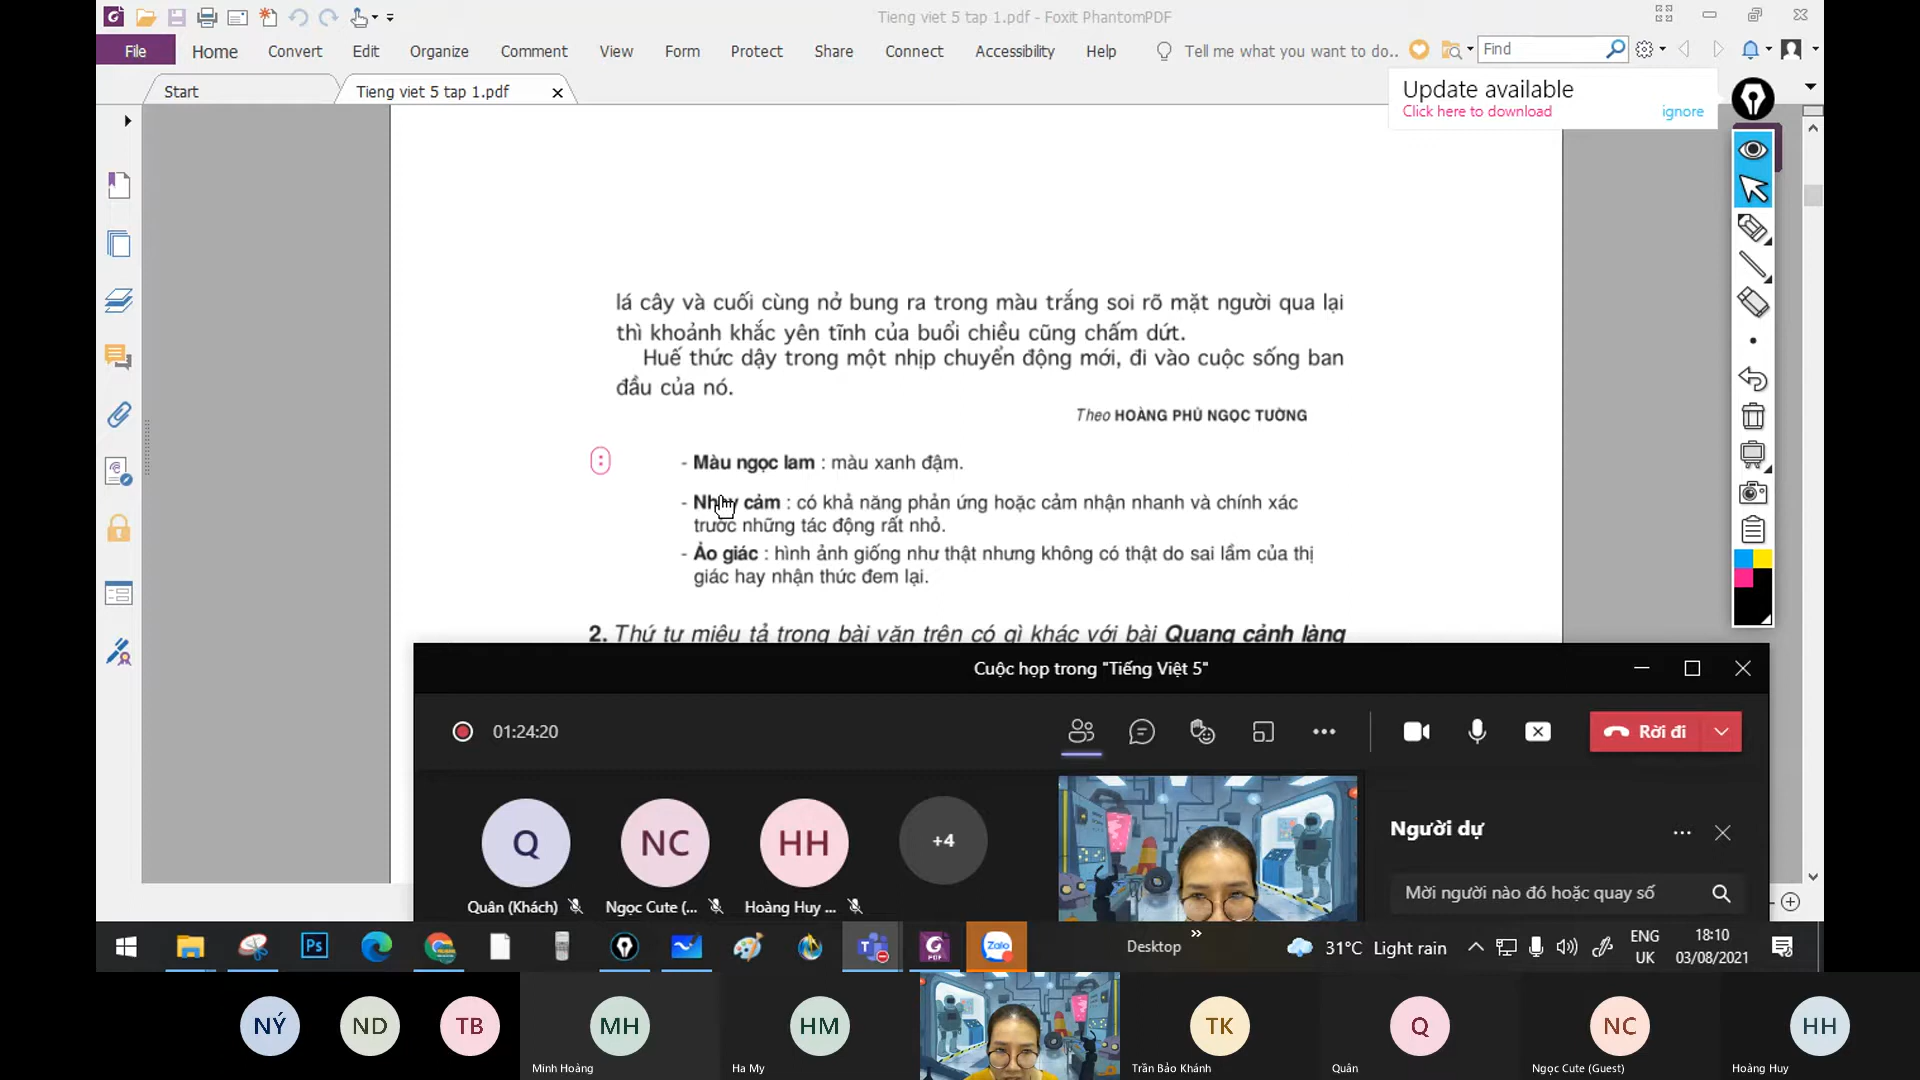 Tieng viet 5 tap 1.pdf - Foxit PhantomPDF
File Home Convert Edit Organize Comment View Form Protect Share Connect Accessibility Help Tell me what you want to do.. Find
Start Tieng viet 5 tap 1.pdf
Update available
Click here to download ignore
lá cây và cuối cùng nở bung ra trong màu trắng soi rõ mặt người qua lại
thì khoảnh khắc yên tĩnh của buổi chiều cũng chấm dứt.
Huế thức dậy trong một nhịp chuyển động mới, đi vào cuộc sống ban
đầu của nó.
Theo HOÀNG PHỦ NGỌC TƯỜNG
- Màu ngọc lam : màu xanh đậm.
- cảm : có khả năng phản ứng hoặc cảm nhận nhanh và chính xác
trước những tác động rất nhỏ.
- Ảo giác : hình ảnh giống như thật nhưng không có thật do sai lầm của thị
giác hay nhận thức đem lại.
2. Thứ tự miêu tả trong bài văn trên có gì khác với bài Quang cảnh làng
Cuộc họp trong "Tiếng Việt 5"
01:24:20
Rời đi
Q NC HH +4
Quân (Khách) Ngọc Cute (... Hoàng Huy ...
Người dự
Mời người nào đó hoặc quay số
Ps
Zalo
PDF
Desktop
31°C Light rain
ENG
UK
18:10
03/08/2021
NÝ ND TB MH HM TK Q NC HH
Minh Hoàng Ha My Trần Bảo Khánh Quân Ngọc Cute (Guest) Hoàng Huy